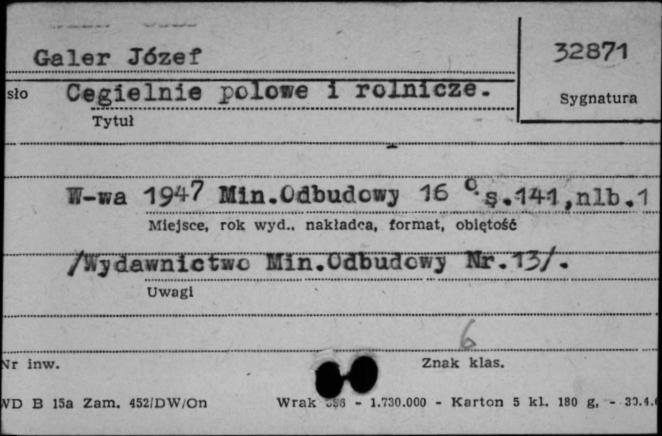 Galer Józef
32871
sło Cegielnie polowe i rolnicze.
Sygnatura
Tytuł
W-wa 1947 Min.Odbudowy 16 o. s.141,nlb.1
Miejsce, rok wyd., nakładca, format, objętość
/Wydawnictwo Min.Odbudowy Nr.13/.
Uwagi
6
Nr inw.
Znak klas.
WD B 15a Zam. 452/DW/On Wrak - 1.730.000 - Karton 5 kl. 180 g. -